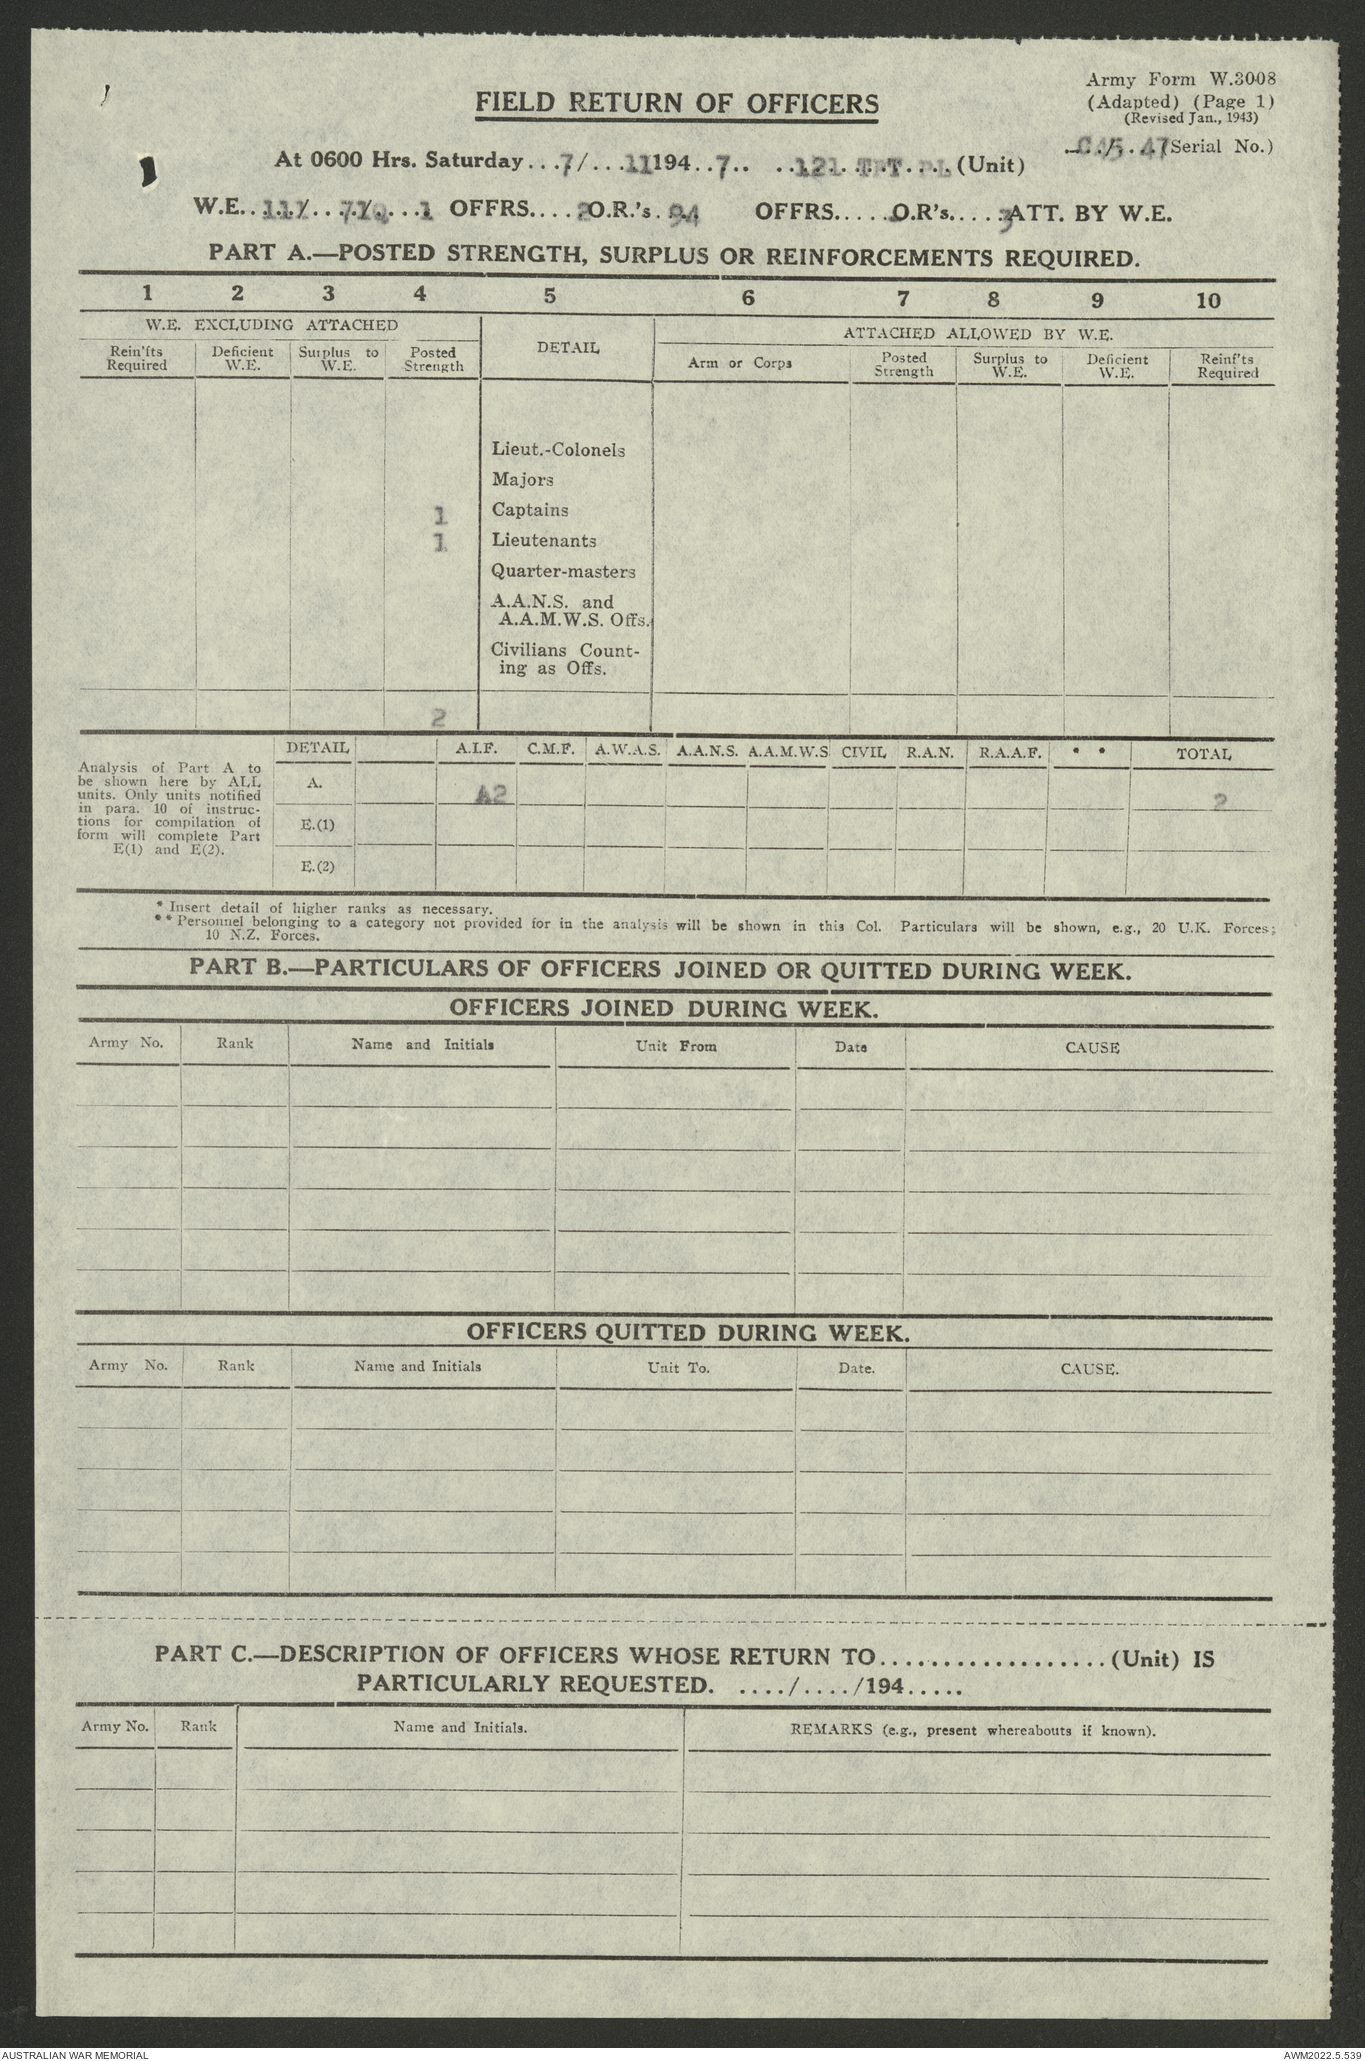 Army Form W.3008
(Adapted) (Page 1)
(Revised Jan., 1943)
FIELD RETURN OF OFFICERS
(Serial No.)
At 0600 Hrs. Saturday...7/...11194..7.. ..121. TPT. PL. (Unit)
W.E.. OFFRS....2O.R.'s. 94 OFFRS.....O.R's....3ATT. BY W.E.
PART A.—POSTED STRENGTH, SURPLUS OR REINFORCEMENTS REQUIRED.
1 2 3 4 5 6 7 8 9 10
W.E. EXCLUDING ATTACHED DETAIL ATTACHED ALLOWED BY W.E.
Rein'fts Required Deficient W.E. Surplus to W.E. Posted Strength Arm or Corps Posted Strength Surplus to W.E. Deficient W.E. Reinf'ts Required
Lieut.-Colonels
Majors
1 Captains
1 Lieutenants
Quarter-masters
A.A.N.S. and
A.A.M.W.S. Offs.
Civilians Count-
ing as Offs.
2
DETAIL A.I.F. C.M.F. A.W.A.S. A.A.N.S. A.A.M.W.S CIVIL R.A.N. R.A.A.F. * * TOTAL
Analysis of Part A to
be shown here by ALL
units. Only units notified
in para. 10 of instruc-
tions for compilation of
form will complete Part
E(1) and E(2).
A. A2 2
E.(1)
E.(2)
* Insert detail of higher ranks as necessary.
** Personnel belonging to a category not provided for in the analysis will be shown in this Col. Particulars will be shown, e.g., 20 U.K. Forces;
10 N.Z. Forces.
PART B.—PARTICULARS OF OFFICERS JOINED OR QUITTED DURING WEEK.
OFFICERS JOINED DURING WEEK.
Army No. Rank Name and Initials Unit From Date CAUSE
OFFICERS QUITTED DURING WEEK.
Army No. Rank Name and Initials Unit To. Date. CAUSE.
PART C.—DESCRIPTION OF OFFICERS WHOSE RETURN TO..................(Unit) IS
PARTICULARLY REQUESTED. ..../..../194.....
Army No. Rank Name and Initials. REMARKS (e.g., present whereabouts if known).
AUSTRALIAN WAR MEMORIAL AWM2022.5.539